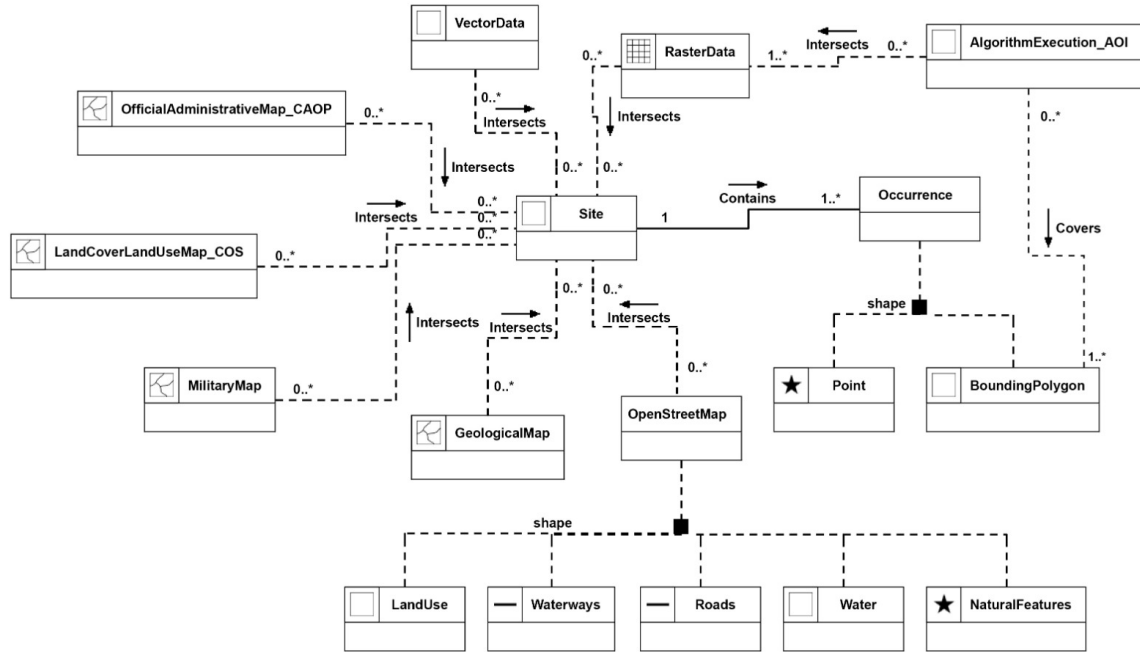 VectorData
RasterData
AlgorithmExecution_AOI
Intersects
0..*
1..*
0..*
0..*
OfficialAdministrativeMap_CAOP
0..*
0..*
Intersects
Intersects
0..*
Covers
Intersects
0..*
0..*
0..*
0..*
0..*
Intersects
Site
1
Contains
1..*
Occurrence
LandCoverLandUseMap_COS
0..*
0..*
0..*
Intersects
Intersects
Intersects
shape
MilitaryMap
0..*
0..*
0..*
GeologicalMap
OpenStreetMap
Point
BoundingPolygon
1..*
shape
LandUse
Waterways
Roads
Water
NaturalFeatures